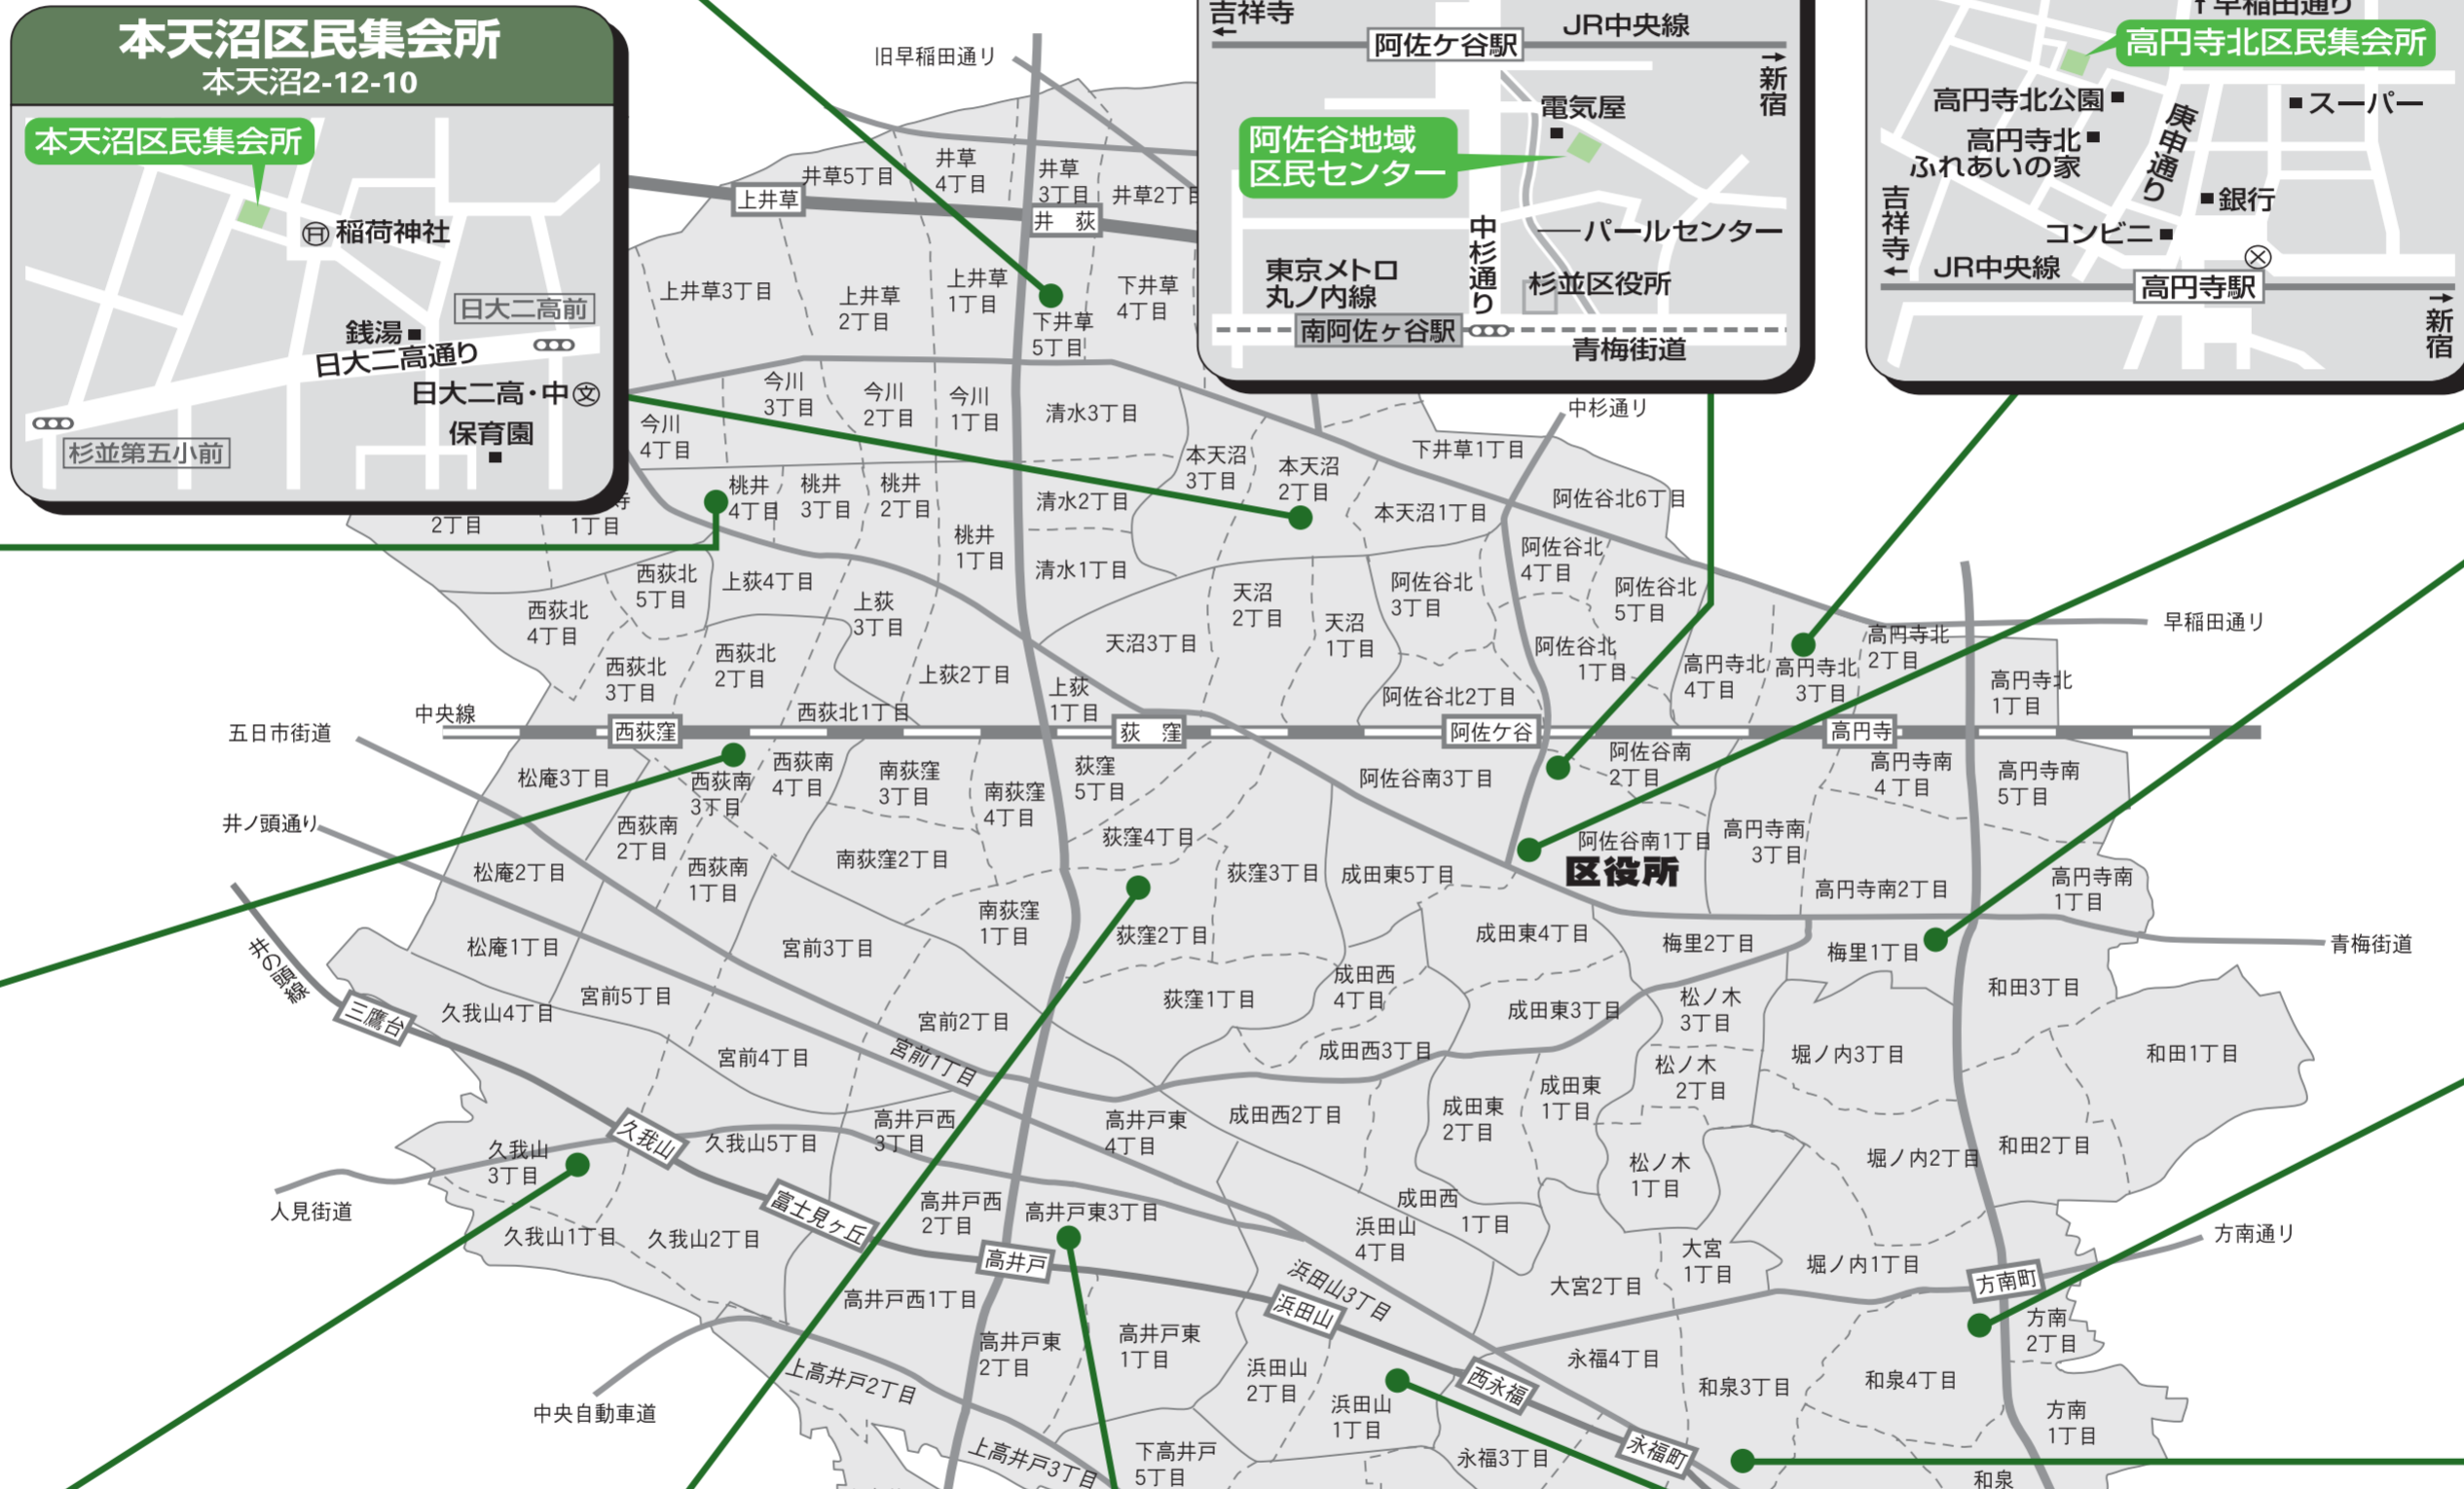 本天沼区民集会所
本天沼2-12-10
本天沼区民集会所
稲荷神社
日大二高前
銭湯
日大二高通り
日大二高・中
文
保育園
杉並第五小前
吉祥寺
←
阿佐ケ谷駅
JR中央線
→
新宿
電気屋
阿佐谷地域
区民センター
中杉通り
パールセンター
東京メトロ
丸ノ内線
杉並区役所
南阿佐ヶ谷駅
青梅街道
早稲田通り
高円寺北区民集会所
高円寺北公園
スーパー
高円寺北
ふれあいの家
庚申通り
吉祥寺
←
銀行
コンビニ
JR中央線
高円寺駅
→
新宿
旧早稲田通り
井草5丁目
井草
4丁目
井草
3丁目
井草2丁目
上井草
井 荻
上井草3丁目
上井草
2丁目
上井草
1丁目
下井草
4丁目
下井草
5丁目
今川
4丁目
今川
3丁目
今川
2丁目
今川
1丁目
清水3丁目
中杉通り
下井草1丁目
本天沼
3丁目
本天沼
2丁目
本天沼1丁目
阿佐谷北6丁目
2丁目
1丁目
桃井
4丁目
桃井
3丁目
桃井
2丁目
桃井
1丁目
清水2丁目
清水1丁目
西荻北
5丁目
上荻4丁目
西荻北
4丁目
上荻
3丁目
西荻北
3丁目
西荻北
2丁目
上荻2丁目
上荻
1丁目
西荻北1丁目
天沼3丁目
天沼
2丁目
天沼
1丁目
阿佐谷北
3丁目
阿佐谷北
4丁目
阿佐谷北
5丁目
阿佐谷北
1丁目
阿佐谷北2丁目
高円寺北
4丁目
高円寺北
3丁目
高円寺北
2丁目
高円寺北
1丁目
早稲田通り
中央線
西荻窪
荻 窪
阿佐ケ谷
高円寺
五日市街道
井ノ頭通り
井の頭線
松庵3丁目
西荻南
3丁目
西荻南
4丁目
南荻窪
3丁目
南荻窪
4丁目
荻窪
5丁目
阿佐谷南3丁目
阿佐谷南
2丁目
高円寺南
4丁目
高円寺南
5丁目
西荻南
2丁目
西荻南
1丁目
松庵2丁目
南荻窪2丁目
荻窪4丁目
荻窪3丁目
成田東5丁目
阿佐谷南1丁目
区役所
高円寺南
3丁目
高円寺南2丁目
高円寺南
1丁目
松庵1丁目
宮前3丁目
南荻窪
1丁目
荻窪2丁目
成田東4丁目
梅里2丁目
梅里1丁目
青梅街道
三鷹台
久我山4丁目
宮前5丁目
宮前2丁目
荻窪1丁目
成田西
4丁目
成田東3丁目
松ノ木
3丁目
和田3丁目
宮前4丁目
宮前1丁目
成田西3丁目
松ノ木
2丁目
堀ノ内3丁目
和田1丁目
久我山
久我山
3丁目
久我山5丁目
高井戸西
3丁目
高井戸東
4丁目
成田西2丁目
成田東
2丁目
成田東
1丁目
松ノ木
1丁目
堀ノ内2丁目
和田2丁目
人見街道
久我山1丁目
久我山2丁目
富士見ヶ丘
高井戸西
2丁目
高井戸東3丁目
成田西
1丁目
浜田山
4丁目
大宮
1丁目
大宮2丁目
堀ノ内1丁目
方南通り
高井戸
高井戸西1丁目
浜田山3丁目
浜田山
方南町
方南
2丁目
高井戸東
2丁目
高井戸東
1丁目
浜田山
2丁目
浜田山
1丁目
西永福
永福4丁目
和泉3丁目
和泉4丁目
方南
1丁目
中央自動車道
上高井戸2丁目
上高井戸3丁目
下高井戸
5丁目
永福3丁目
永福町
和泉